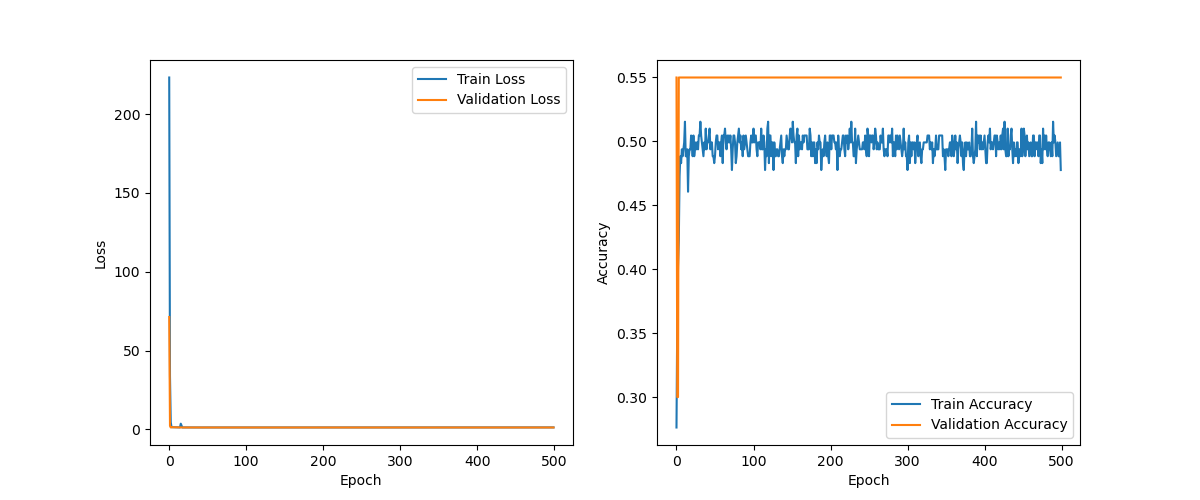 Train Loss
Validation Loss
200
150
100
50
0
Loss
0 100 200 300 400 500
Epoch
0.55
0.50
0.45
0.40
0.35
0.30
Accuracy
Train Accuracy
Validation Accuracy
0 100 200 300 400 500
Epoch